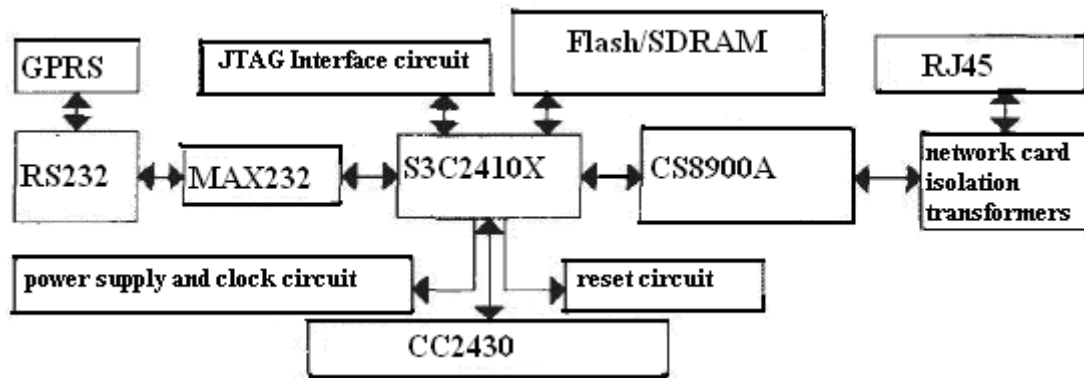 GPRS
JTAG Interface circuit
Flash/SDRAM
RJ45
RS232
MAX232
S3C2410X
CS8900A
network card
isolation
transformers
power supply and clock circuit
reset circuit
CC2430